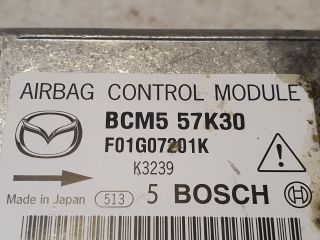 AIRBAG CONTROL MODULE
BCM5 57K30
F01G07201K
K3239
Made in Japan 513 5 BOSCH